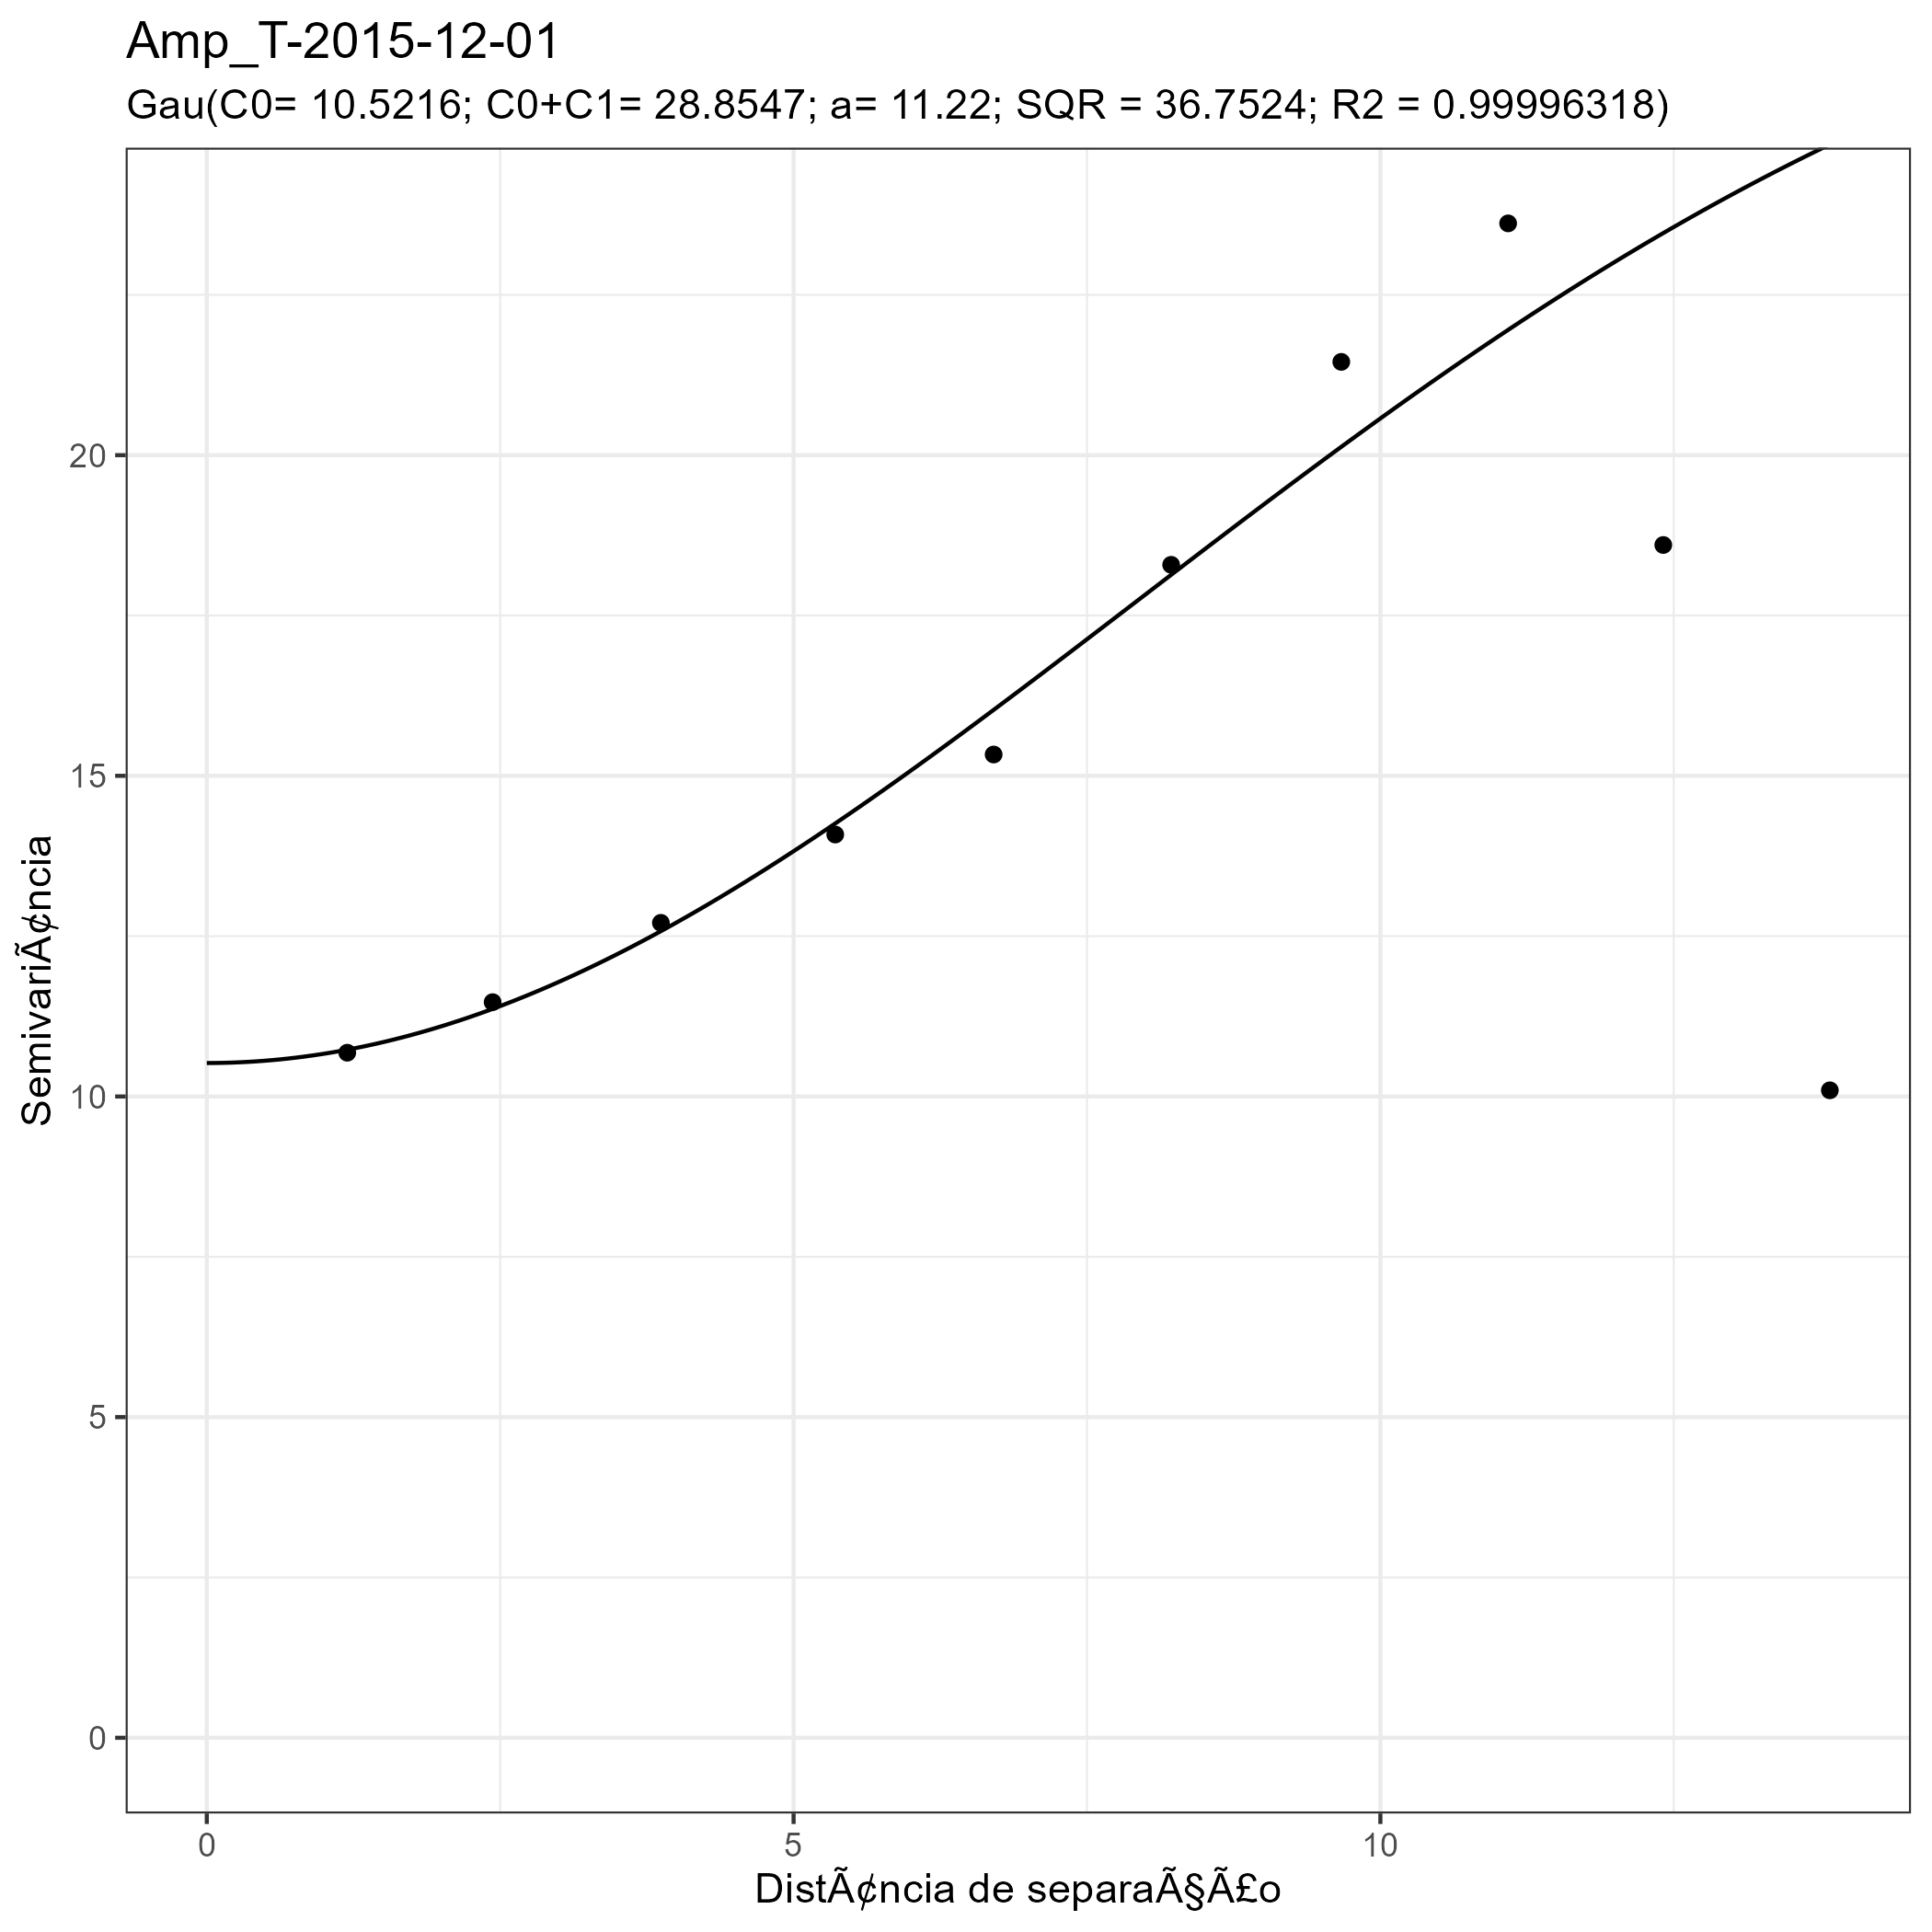 Amp_T-2015-12-01
Gau(C0= 10.5216; C0+C1= 28.8547; a= 11.22; SQR = 36.7524; R2 = 0.99996318)
SemivariÃ¢ncia
20
15
10
5
0
0
5
10
DistÃ¢ncia de separaÃ§Ã£o